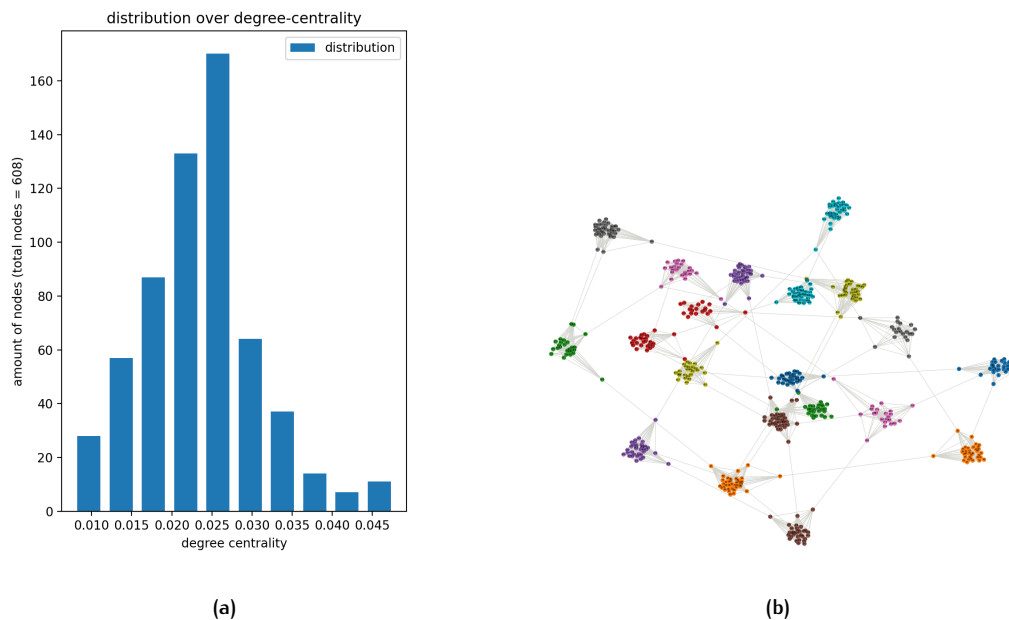 distribution over degree-centrality
distribution
160
140
120
100
80
60
40
20
0
amount of nodes (total nodes = 608)
0.010 0.015 0.020 0.025 0.030 0.035 0.040 0.045
degree centrality
(a)
(b)